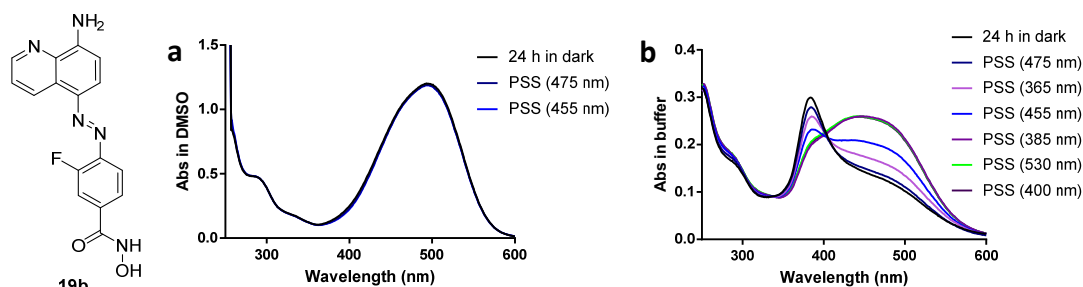 NH₂
N
N
N
F
O
NH
OH
19b
a
1.5
1.0
0.5
0.0
Abs in DMSO
300 400 500 600
Wavelength (nm)
24 h in dark
PSS (475 nm)
PSS (455 nm)
b
0.4
0.3
0.2
0.1
0.0
Abs in buffer
300 400 500 600
Wavelength (nm)
24 h in dark
PSS (475 nm)
PSS (365 nm)
PSS (455 nm)
PSS (385 nm)
PSS (530 nm)
PSS (400 nm)